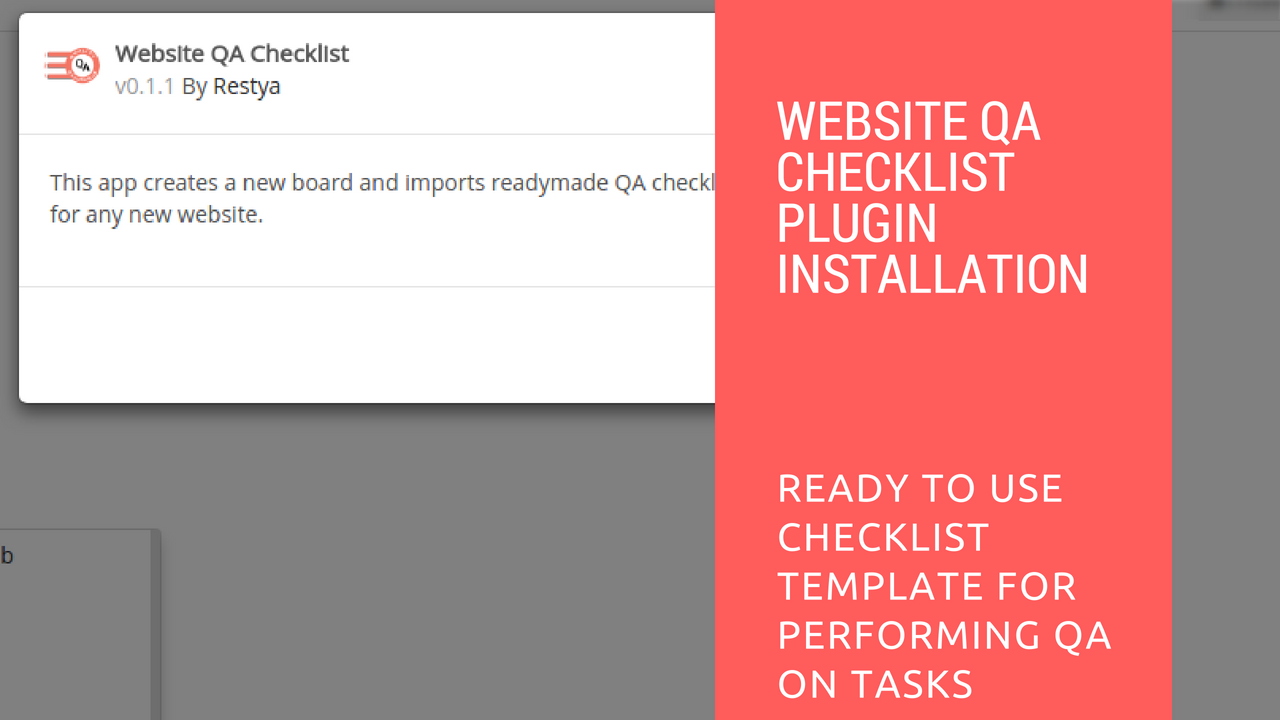 Website QA Checklist
QA
v0.1.1 By Restya
This app creates a new board and imports readymade QA checkl
for any new website.
b
WEBSITE QA
CHECKLIST
PLUGIN
INSTALLATION
READY TO USE
CHECKLIST
TEMPLATE FOR
PERFORMING QA
ON TASKS